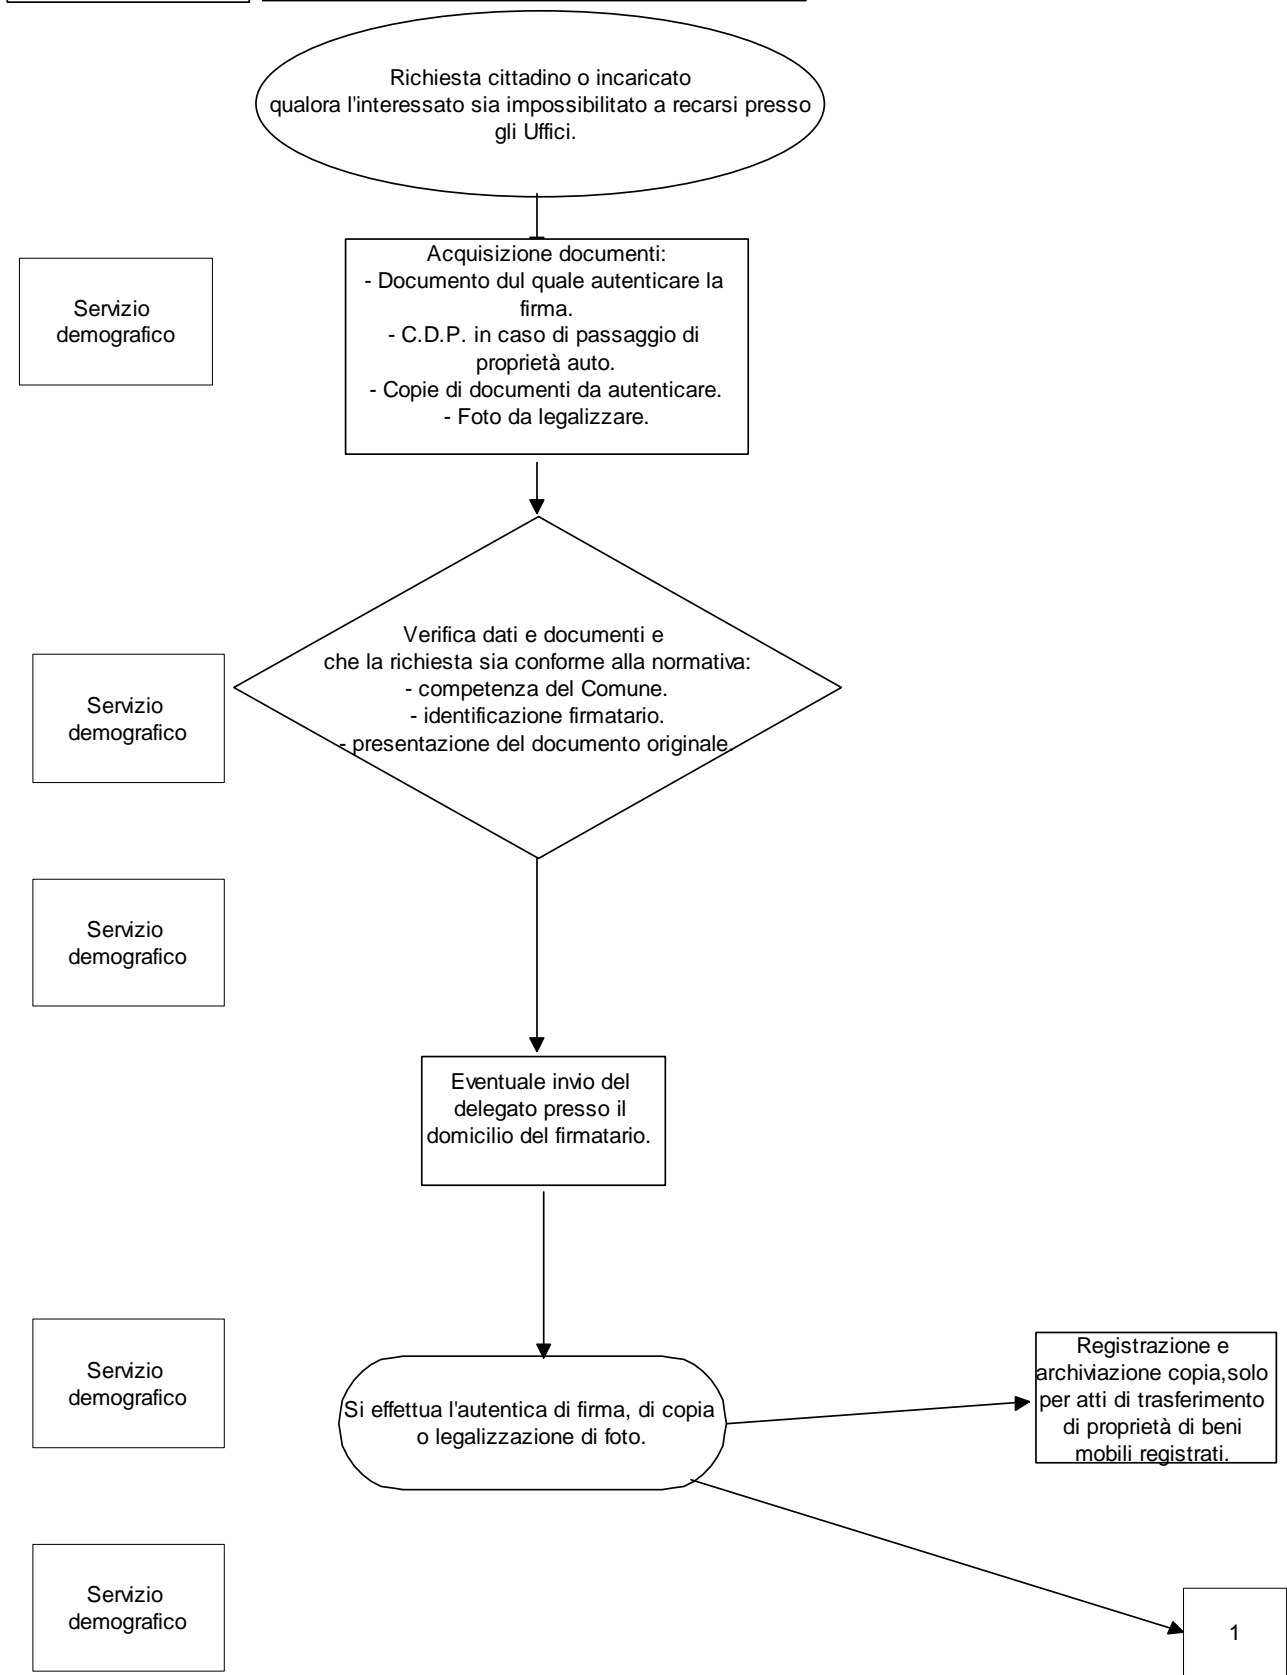 Richiesta cittadino o incaricato
qualora l'interessato sia impossibilitato a recarsi presso
gli Uffici.
Servizio
demografico
Acquisizione documenti:
- Documento dul quale autenticare la
firma.
- C.D.P. in caso di passaggio di
proprietà auto.
- Copie di documenti da autenticare.
- Foto da legalizzare.
Servizio
demografico
Verifica dati e documenti e
che la richiesta sia conforme alla normativa:
- competenza del Comune.
- identificazione firmatario.
- presentazione del documento originale.
Servizio
demografico
Eventuale invio del
delegato presso il
domicilio del firmatario.
Servizio
demografico
Si effettua l'autentica di firma, di copia
o legalizzazione di foto.
Registrazione e
archiviazione copia,solo
per atti di trasferimento
di proprietà di beni
mobili registrati.
Servizio
demografico
1